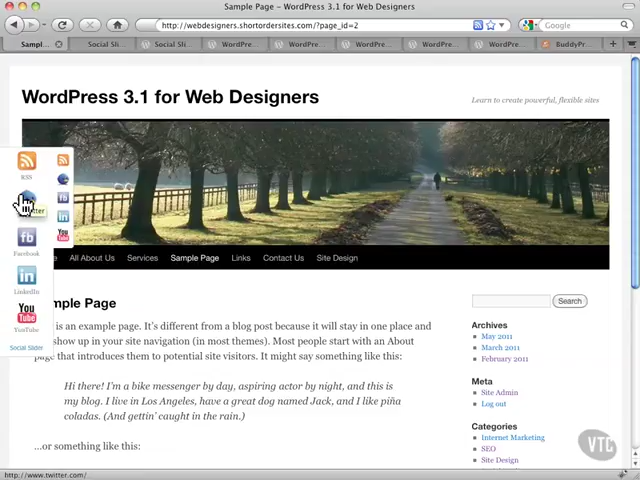 Sample Page – WordPress 3.1 for Web Designers
http://webdesigners.shortordersites.com/?page_id=2
Google
Sampl...
Social Sli...
Social Sli...
WordPre...
WordPre...
WordPre...
WordPre...
WordPre...
BuddyPr...
WordPress 3.1 for Web Designers
Learn to create powerful, flexible sites
RSS
Facebook
LinkedIn
YouTube
Social Slider
All About Us
Services
Sample Page
Links
Contact Us
Site Design
mple Page
is an example page. It's different from a blog post because it will stay in one place and
show up in your site navigation (in most themes). Most people start with an About
page that introduces them to potential site visitors. It might say something like this:
Hi there! I'm a bike messenger by day, aspiring actor by night, and this is
my blog. I live in Los Angeles, have a great dog named Jack, and I like piña
coladas. (And gettin' caught in the rain.)
...or something like this:
Search
Archives
May 2011
March 2011
February 2011
Meta
Site Admin
Log out
Categories
Internet Marketing
SEO
Site Design
VTC
http://www.twitter.com/